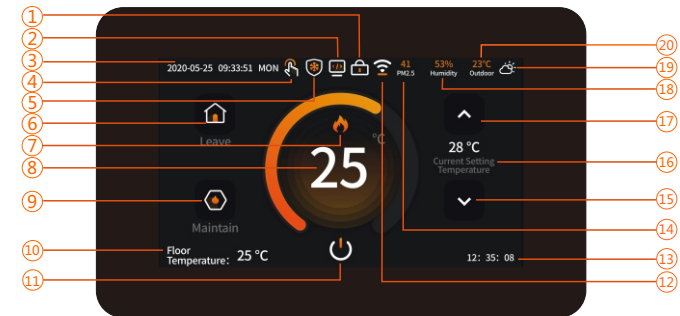 1
2
3
4
5
6
7
8
9
10
11
20
19
18
17
16
15
14
13
12
2020-05-25 09:33:51 MON
41
PM2.5
53%
Humidity
23°C
Outdoor
Leave
°C
25
28 °C
Current Setting
Temperature
Maintain
Floor
Temperature: 25 °C
12: 35: 08